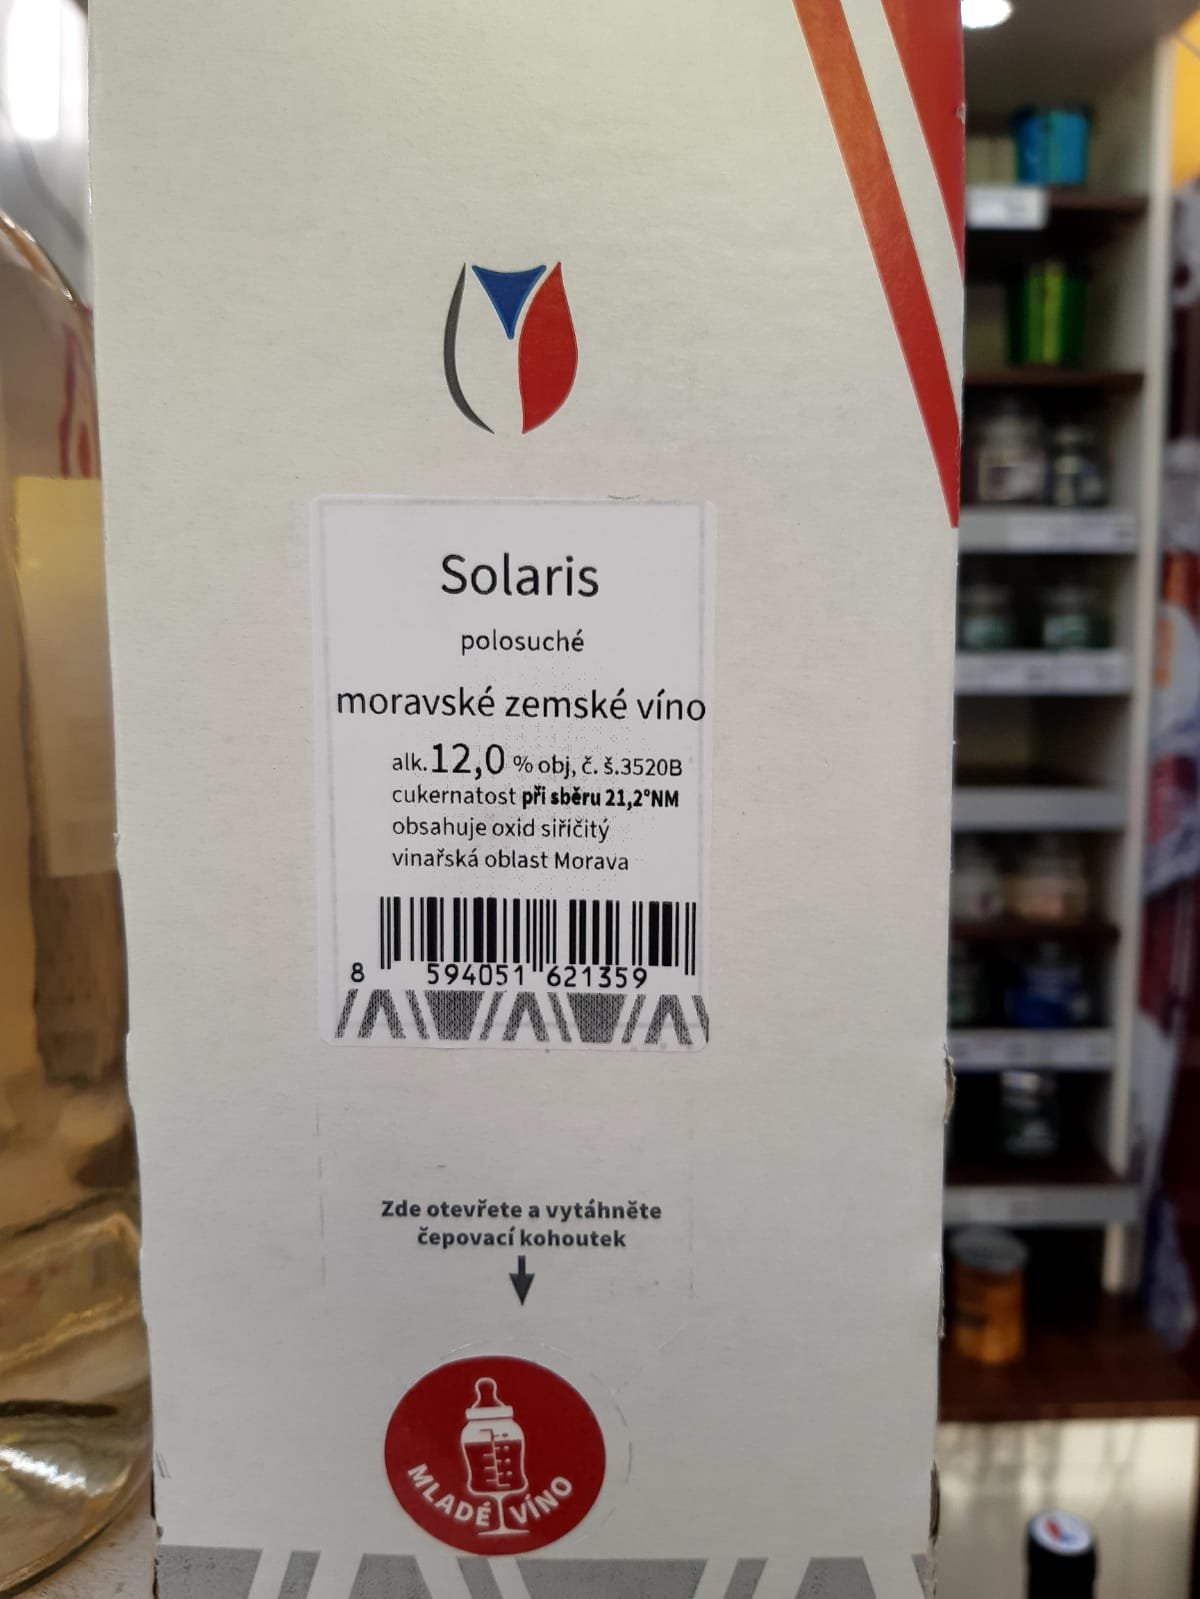 Solaris
polosuché
moravské zemské víno
alk.12,0 % obj, č. š.3520B
cukernatost při sběru 21,2°NM
obsahuje oxid siřičitý
vinařská oblast Morava
8 594051 621359
Zde otevřete a vytáhněte
čepovací kohoutek
MLADÉ VÍNO